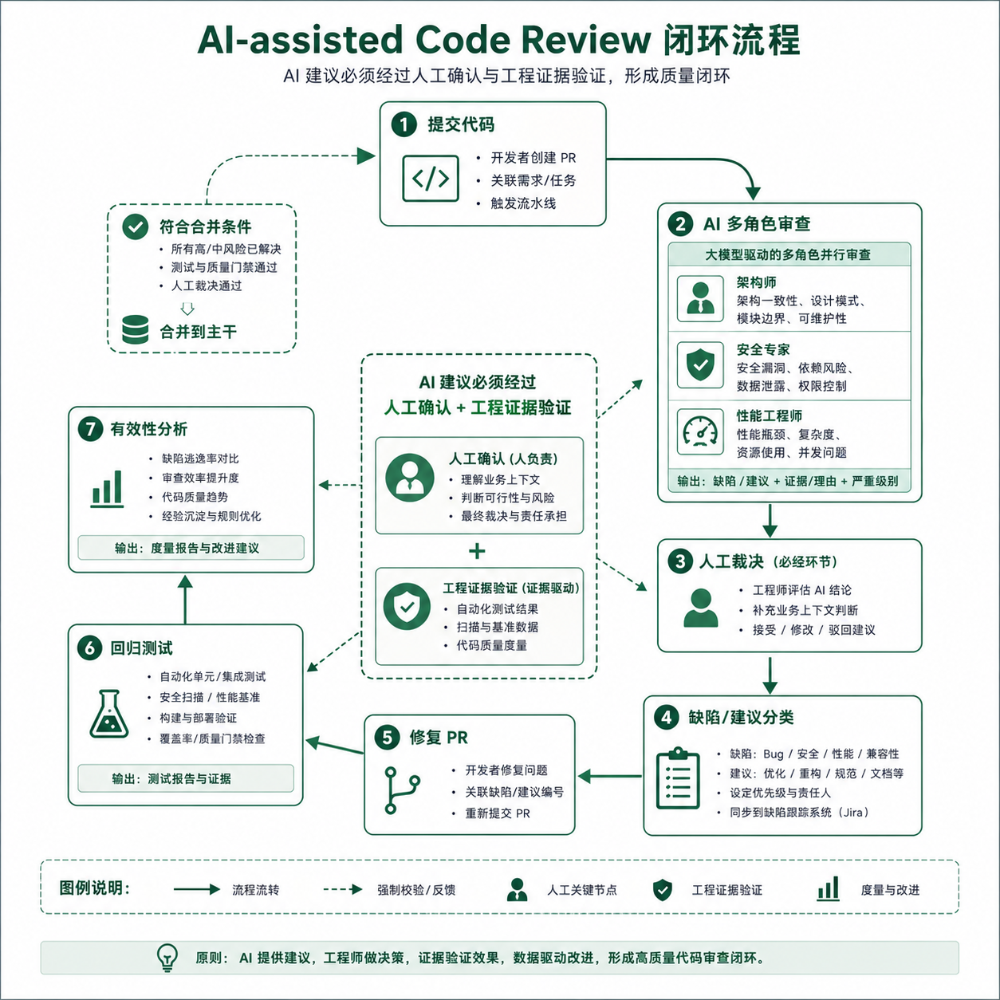 AI-assisted Code Review 闭环流程
AI 建议必须经过人工确认与工程证据验证，形成质量闭环
1 提交代码
</>
• 开发者创建 PR
• 关联需求/任务
• 触发流水线
符合合并条件
• 所有高/中风险已解决
• 测试与质量门禁通过
• 人工裁决通过
合并到主干
2 AI 多角色审查
大模型驱动的多角色并行审查
架构师
架构一致性、设计模式、
模块边界、可维护性
安全专家
安全漏洞、依赖风险、
数据泄露、权限控制
性能工程师
性能瓶颈、复杂度、
资源使用、并发问题
输出：缺陷/建议 + 证据/理由 + 严重级别
AI 建议必须经过
人工确认 + 工程证据验证
人工确认 (人负责)
• 理解业务上下文
• 判断可行性与风险
• 最终裁决与责任承担
+
工程证据验证 (证据驱动)
• 自动化测试结果
• 扫描与基准数据
• 代码质量度量
3 人工裁决（必经环节）
• 工程师评估 AI 结论
• 补充业务上下文判断
• 接受 / 修改 / 驳回建议
4 缺陷/建议分类
• 缺陷：Bug / 安全 / 性能 / 兼容性
• 建议：优化 / 重构 / 规范 / 文档等
• 设定优先级与责任人
• 同步到缺陷跟踪系统（Jira）
5 修复 PR
• 开发者修复问题
• 关联缺陷/建议编号
• 重新提交 PR
6 回归测试
• 自动化单元/集成测试
• 安全扫描 / 性能基准
• 构建与部署验证
• 覆盖率/质量门禁检查
输出：测试报告与证据
7 有效性分析
• 缺陷逃逸率对比
• 审查效率提升度
• 代码质量趋势
• 经验沉淀与规则优化
输出：度量报告与改进建议
图例说明：
流程流转
强制校验/反馈
人工关键节点
工程证据验证
度量与改进
原则： AI 提供建议，工程师做决策，证据验证效果，数据驱动改进，形成高质量代码审查闭环。